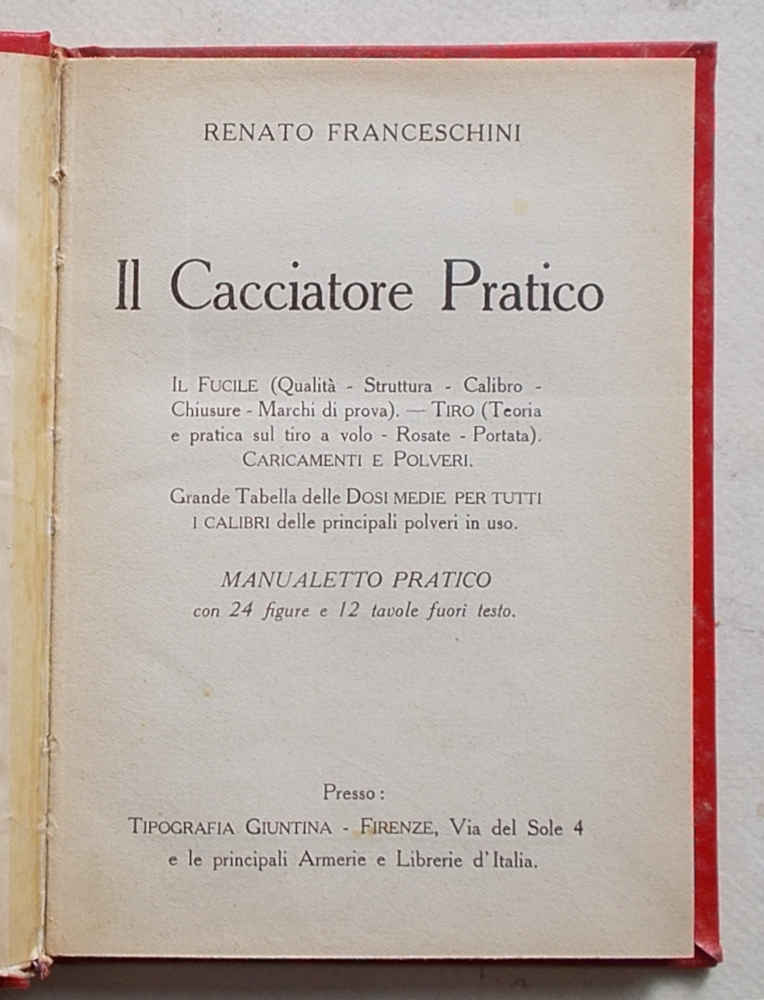 RENATO FRANCESCHINI
Il Cacciatore Pratico
IL FUCILE (Qualità - Struttura - Calibro -
Chiusure - Marchi di prova). — TIRO (Teoria
e pratica sul tiro a volo - Rosate - Portata).
CARICAMENTI E POLVERI.
Grande Tabella delle DOSI MEDIE PER TUTTI
I CALIBRI delle principali polveri in uso.
MANUALETTO PRATICO
con 24 figure e 12 tavole fuori testo.
Presso:
TIPOGRAFIA GIUNTINA - FIRENZE, Via del Sole 4
e le principali Armerie e Librerie d'Italia.